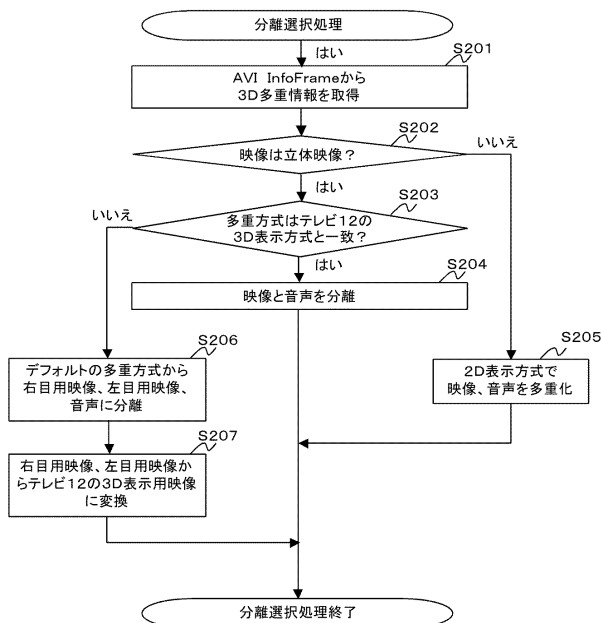 分離選択処理
はい
S201
AVI InfoFrameから
3D多重情報を取得
S202
いいえ
映像は立体映像？
はい
S203
いいえ
多重方式はテレビ12の
3D表示方式と一致？
はい
S204
映像と音声を分離
S206
デフォルトの多重方式から
右目用映像、左目用映像、
音声に分離
S205
2D表示方式で
映像、音声を多重化
S207
右目用映像、左目用映像か
らテレビ12の3D表示用映像
に変換
分離選択処理終了